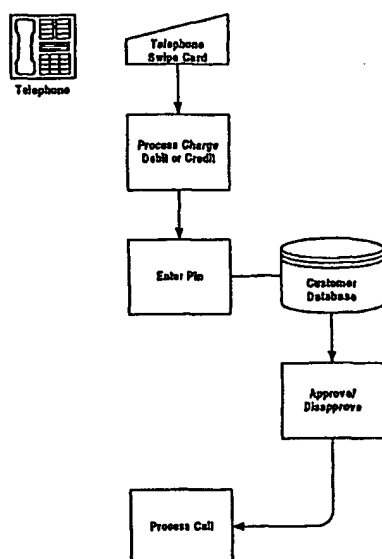 Telephone
Telephone
Swipe Card
Process Charge
Debit or Credit
Enter Pin
Customer
Database
Approve/
Disapprove
Process Call